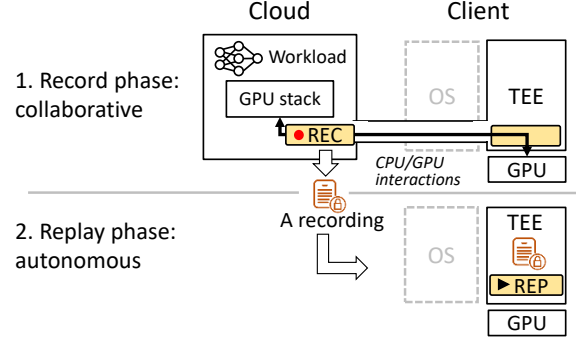 Cloud
Client
Workload
GPU stack
REC
1. Record phase:
collaborative
OS
TEE
CPU/GPU
interactions
GPU
A recording
2. Replay phase:
autonomous
OS
TEE
REP
GPU